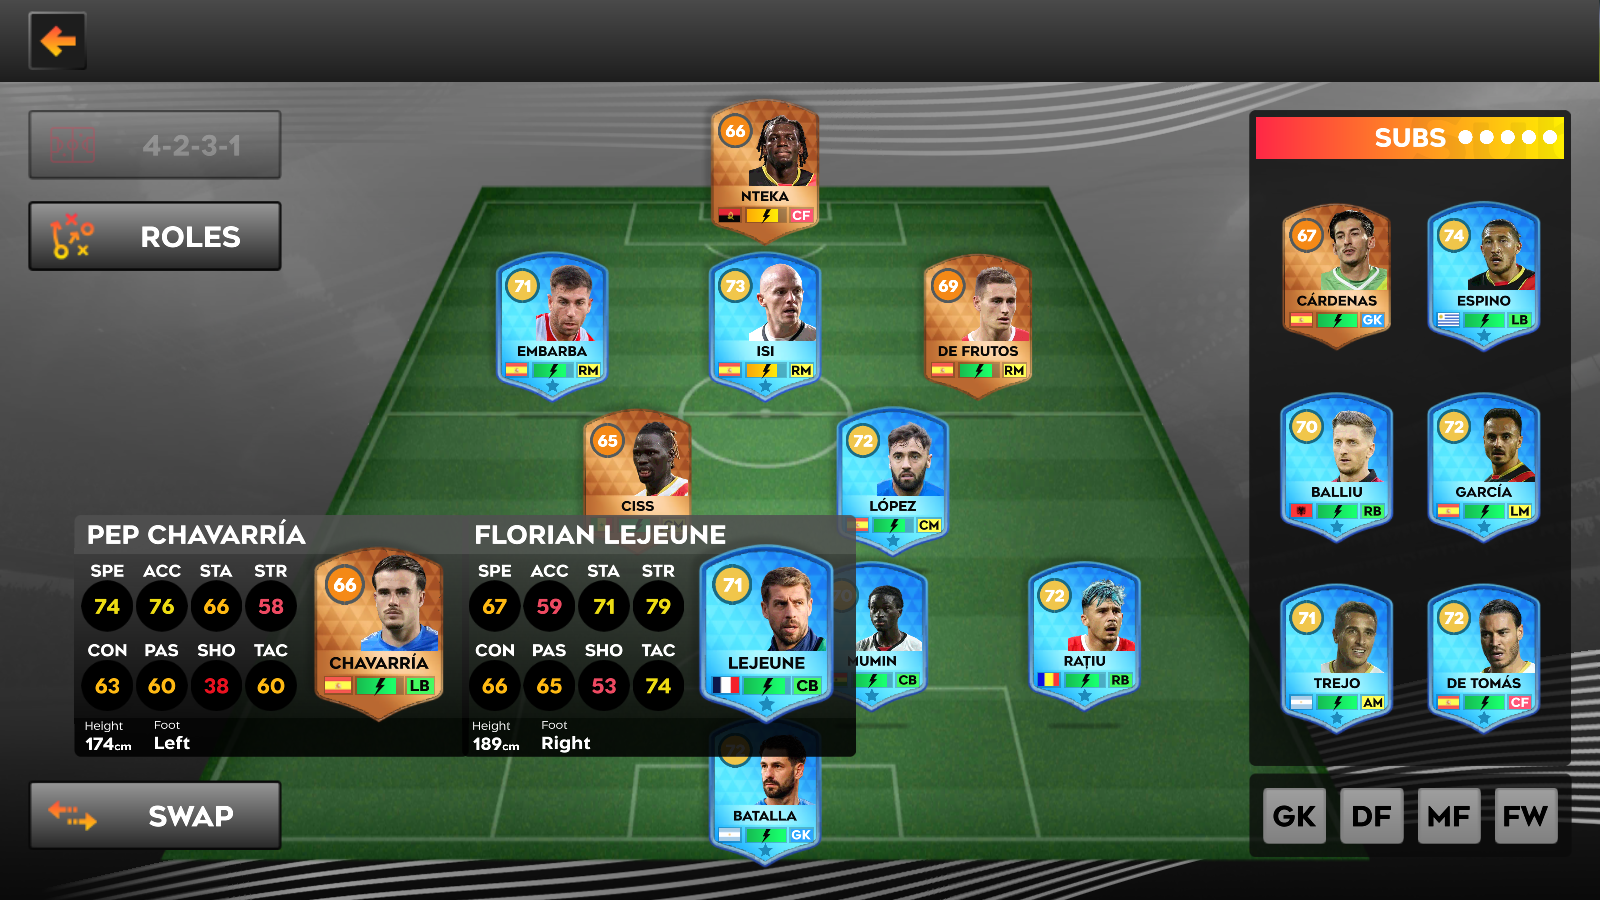 4-2-3-1
ROLES
66
NTEKA
CF
71
EMBARBA
RM
73
ISI
RM
69
DE FRUTOS
RM
65
CISS
72
LÓPEZ
CM
PEP CHAVARRÍA
SPE ACC STA STR
74 76 66 58
CON PAS SHO TAC
63 60 38 60
Height Foot
174cm Left
66
CHAVARRÍA
LB
FLORIAN LEJEUNE
SPE ACC STA STR
67 59 71 79
CON PAS SHO TAC
66 65 53 74
Height Foot
189cm Right
71
LEJEUNE
CB
70
MUMIN
CB
72
RAȚIU
RB
72
BATALLA
GK
SWAP
SUBS
67
CÁRDENAS
GK
74
ESPINO
LB
70
BALLIU
RB
72
GARCÍA
LM
71
TREJO
AM
72
DE TOMÁS
CF
GK DF MF FW